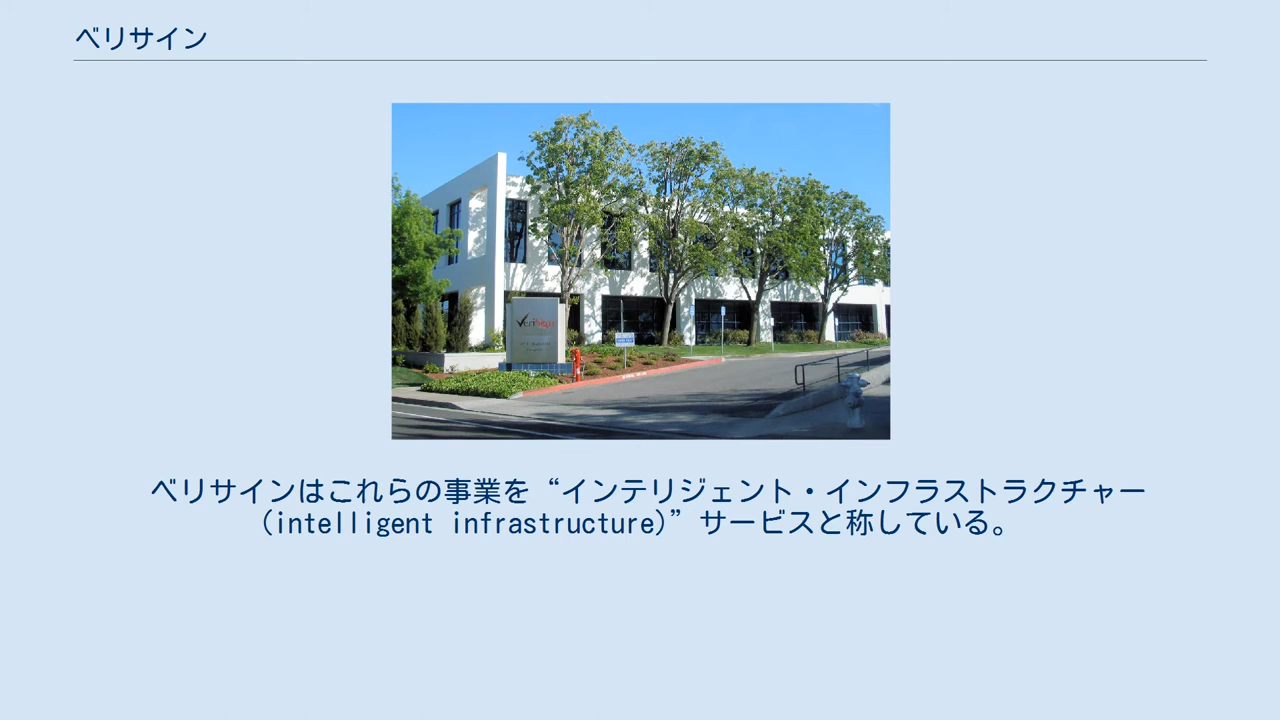 ベリサイン
VeriSign
ベリサインはこれらの事業を“インテリジェント・インフラストラクチャー
(intelligent infrastructure)”サービスと称している。